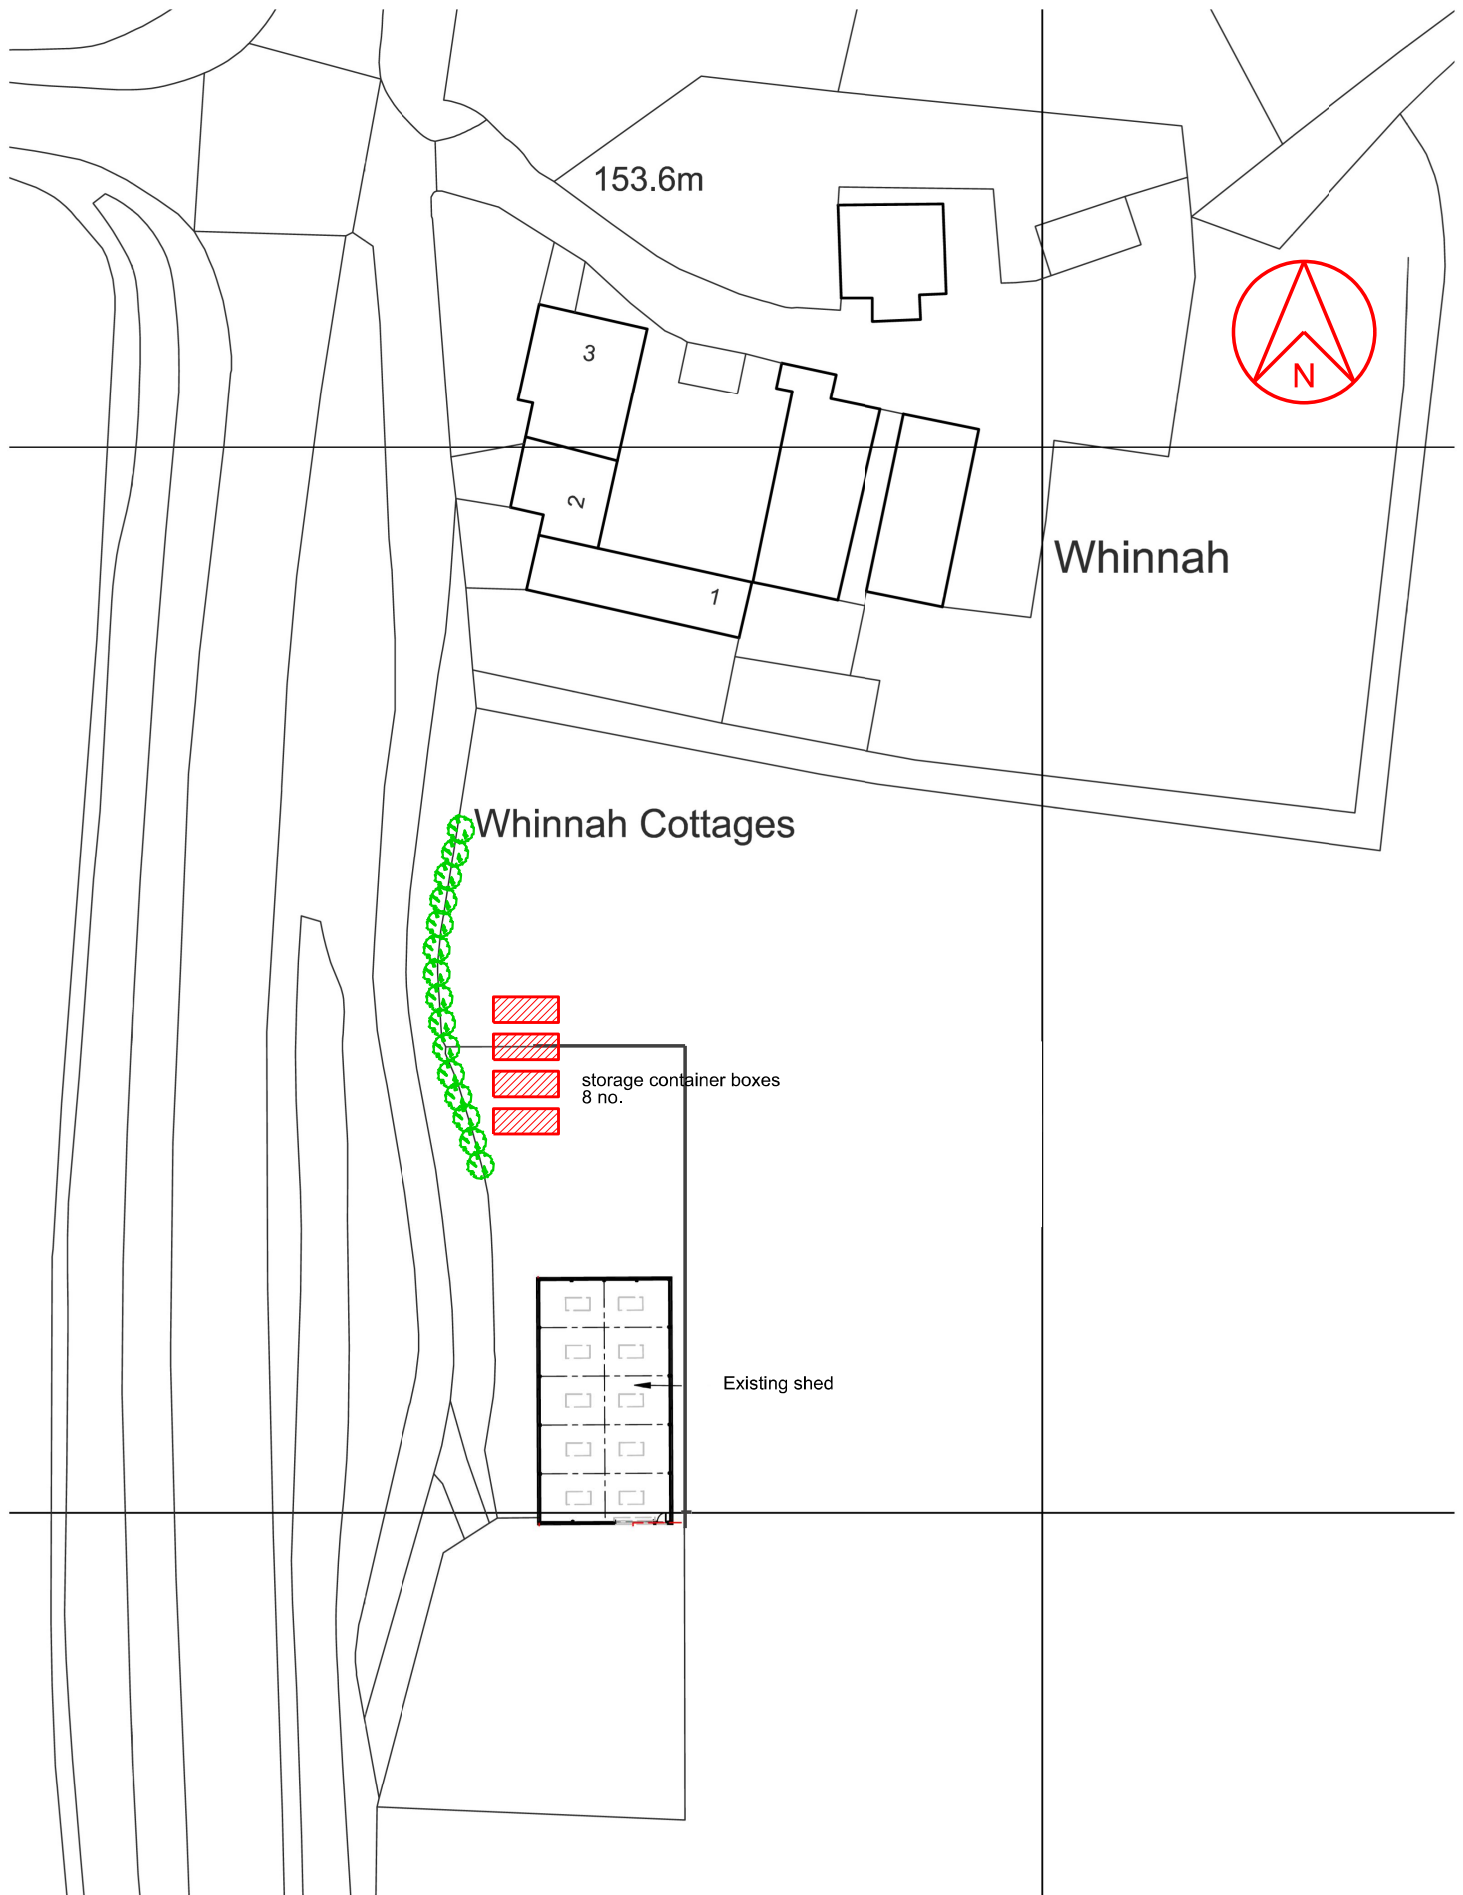 153.6m
3
N
2
Whinnah
1
Whinnah Cottages
storage container boxes
8 no.
Existing shed